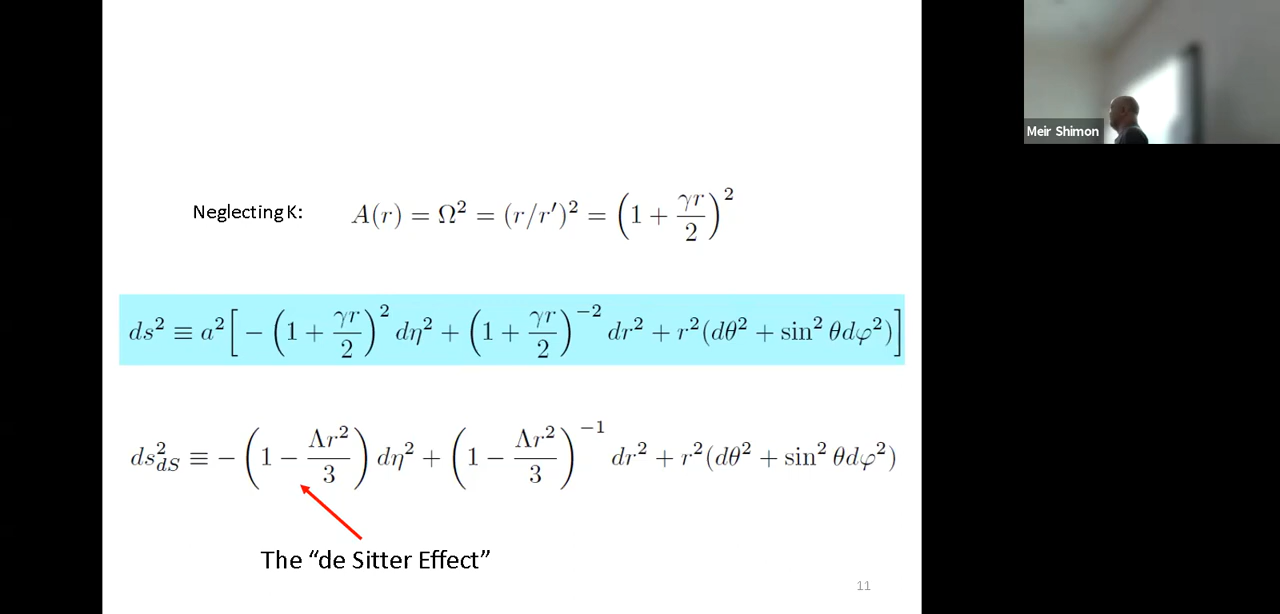 Meir Shimon
Neglecting K: A(r) = Ω² = (r/r′)² = (1 + γr/2)²
ds² ≡ a²[ − (1 + γr/2)² dη² + (1 + γr/2)⁻² dr² + r²(dθ² + sin² θdφ²)]
ds²_dS ≡ − (1 − Λr²/3) dη² + (1 − Λr²/3)⁻¹ dr² + r²(dθ² + sin² θdφ²)
The “de Sitter Effect”
11